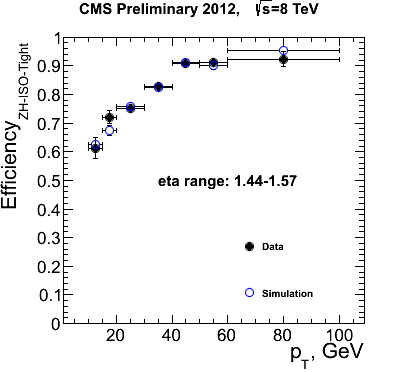 CMS Preliminary 2012, √s=8 TeV
Efficiency ZH-ISO-Tight
1
0.9
0.8
0.7
0.6
0.5
0.4
0.3
0.2
0.1
0
eta range: 1.44-1.57
Data
Simulation
20 40 60 80 100
p_T, GeV